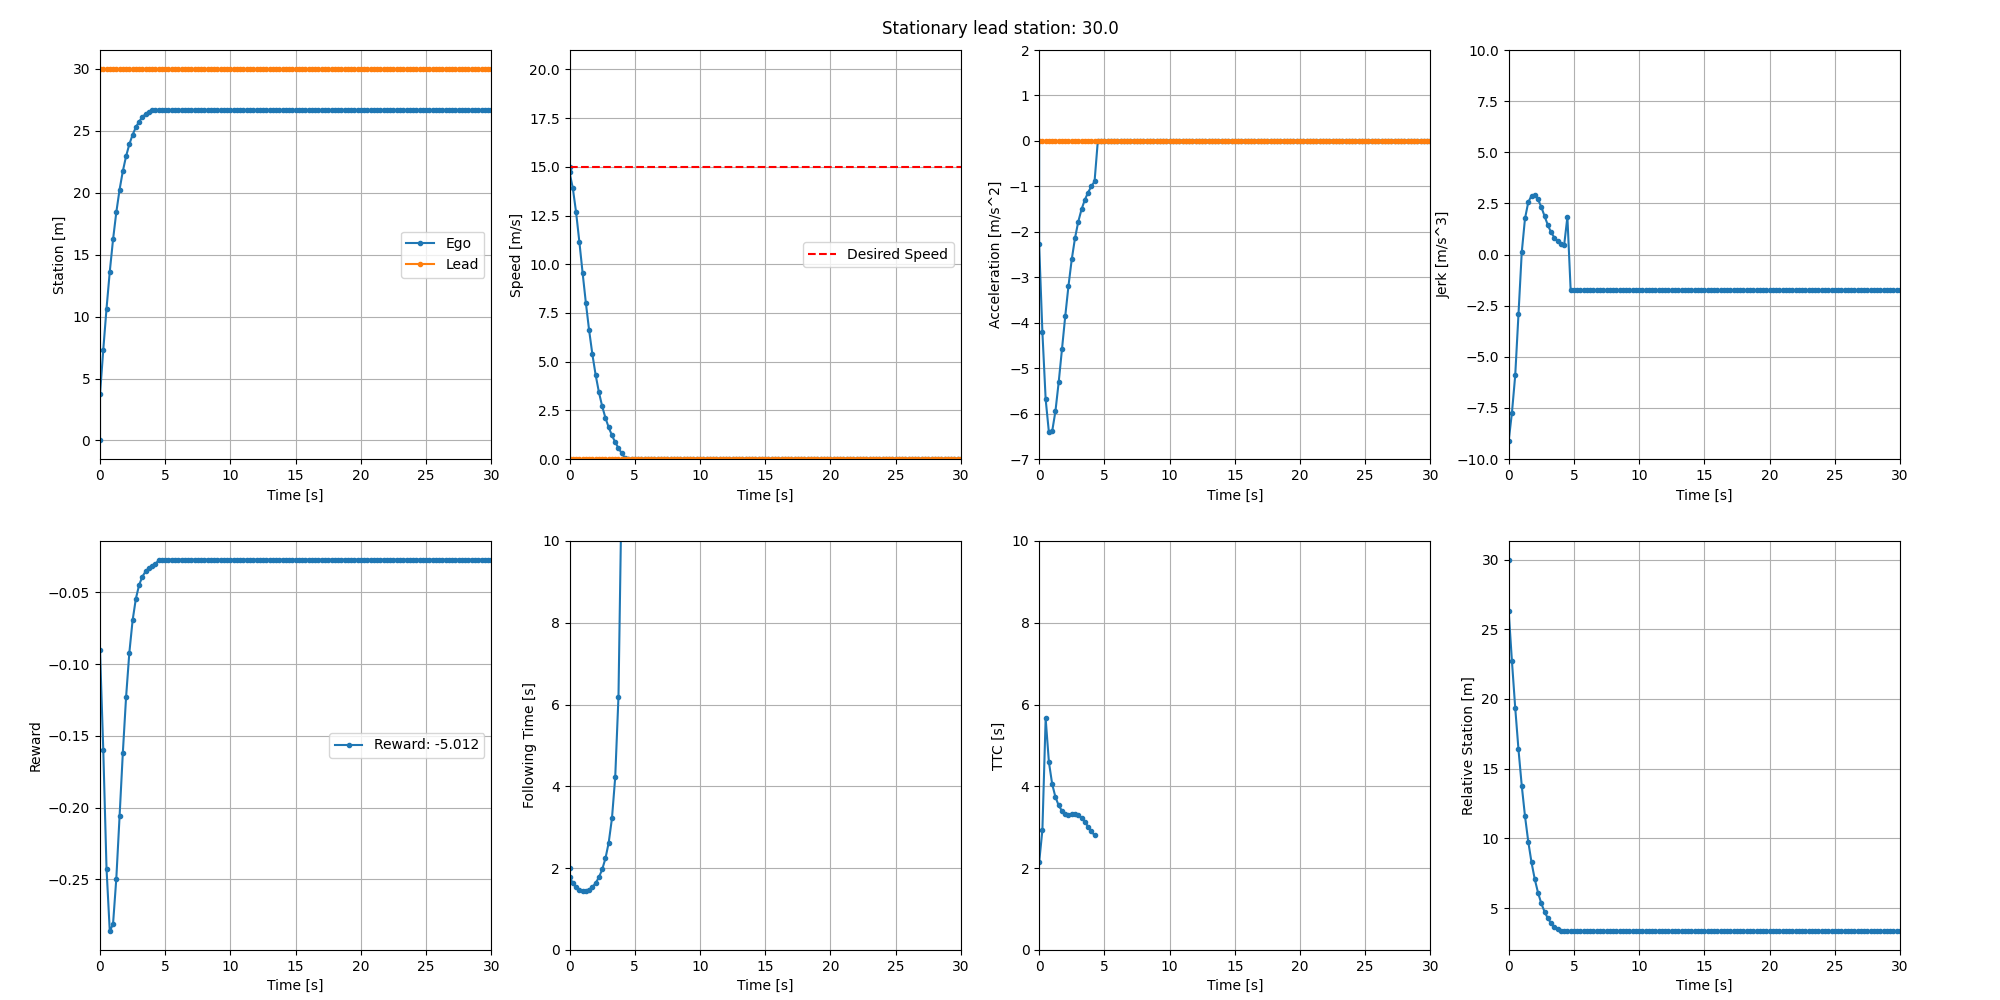 Stationary lead station: 30.0
30
25
20
15
10
5
0
Station [m]
Ego
Lead
0 5 10 15 20 25 30
Time [s]
20.0
17.5
15.0
12.5
10.0
7.5
5.0
2.5
0.0
Speed [m/s]
Desired Speed
0 5 10 15 20 25 30
Time [s]
2
1
0
−1
−2
−3
−4
−5
−6
−7
Acceleration [m/s^2]
0 5 10 15 20 25 30
Time [s]
10.0
7.5
5.0
2.5
0.0
−2.5
−5.0
−7.5
−10.0
Jerk [m/s^3]
0 5 10 15 20 25 30
Time [s]
−0.05
−0.10
−0.15
−0.20
−0.25
Reward
Reward: -5.012
0 5 10 15 20 25 30
Time [s]
10
8
6
4
2
0
Following Time [s]
0 5 10 15 20 25 30
Time [s]
10
8
6
4
2
0
TTC [s]
0 5 10 15 20 25 30
Time [s]
30
25
20
15
10
5
Relative Station [m]
0 5 10 15 20 25 30
Time [s]